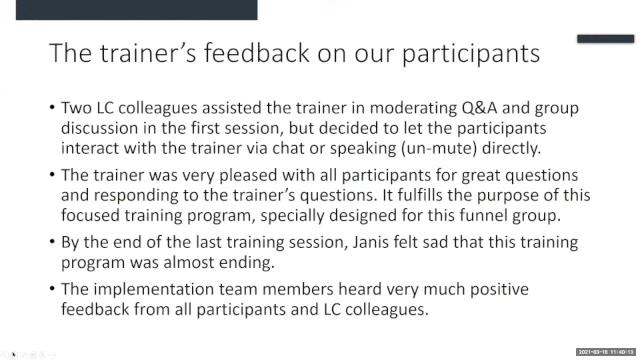 The trainer's feedback on our participants
• Two LC colleagues assisted the trainer in moderating Q&A and group
discussion in the first session, but decided to let the participants
interact with the trainer via chat or speaking (un-mute) directly.
• The trainer was very pleased with all participants for great questions
and responding to the trainer's questions. It fulfills the purpose of this
focused training program, specially designed for this funnel group.
• By the end of the last training session, Janis felt sad that this training
program was almost ending.
• The implementation team members heard very much positive
feedback from all participants and LC colleagues.
2021-03-16 11:40:13